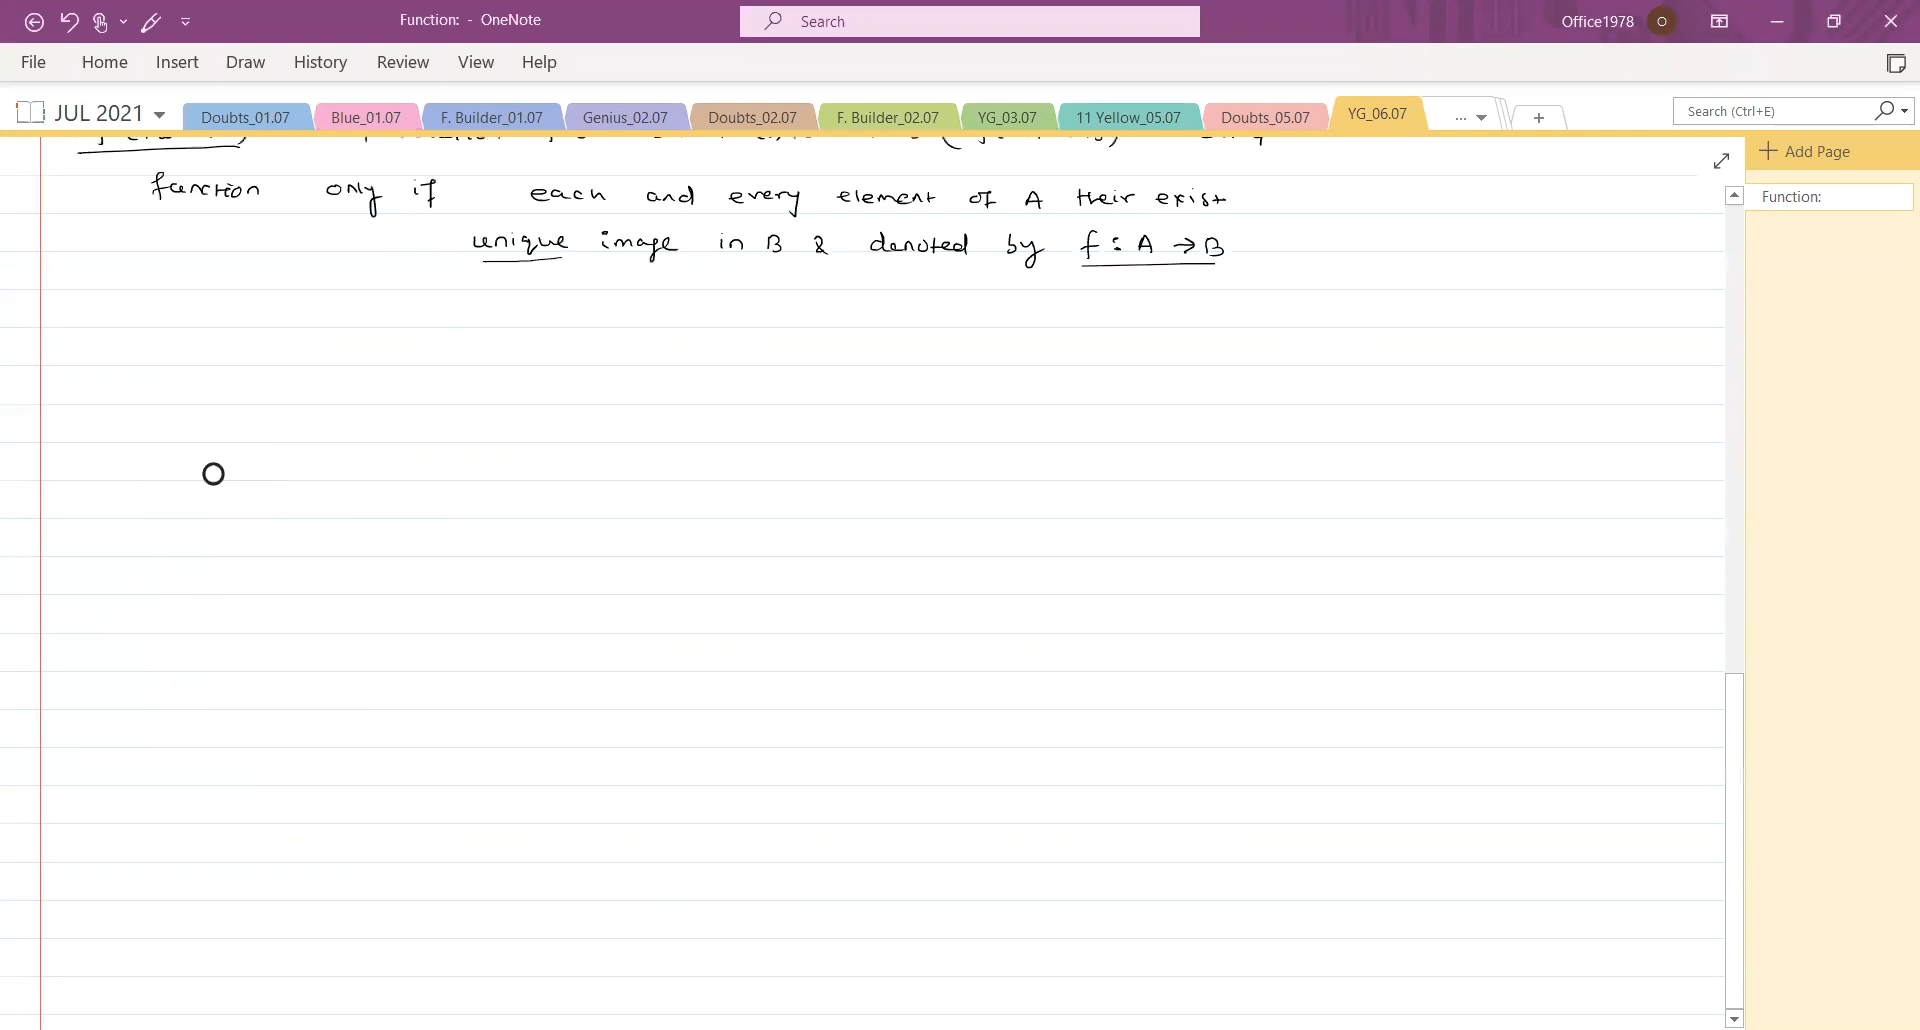 Function: - OneNote
Search
Office1978
O
File Home Insert Draw History Review View Help
JUL 2021
Doubts_01.07 Blue_01.07 F. Builder_01.07 Genius_02.07 Doubts_02.07 F. Builder_02.07 YG_03.07 11 Yellow_05.07 Doubts_05.07 YG_06.07 ... +
Search (Ctrl+E)
Add Page
Function:
function only if each and every element of A their exist
unique image in B & denoted by f : A → B